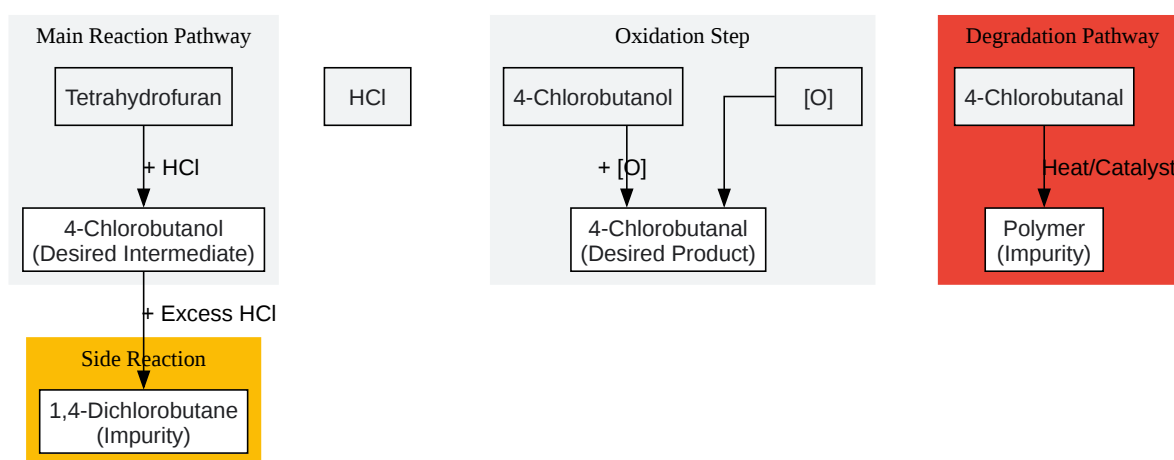 Main Reaction Pathway
Tetrahydrofuran
+ HCl
4-Chlorobutanol
(Desired Intermediate)
+ Excess HCl
Side Reaction
1,4-Dichlorobutane
(Impurity)
HCl
Oxidation Step
4-Chlorobutanol
[O]
+ [O]
4-Chlorobutanal
(Desired Product)
Degradation Pathway
4-Chlorobutanal
Heat/Catalyst
Polymer
(Impurity)